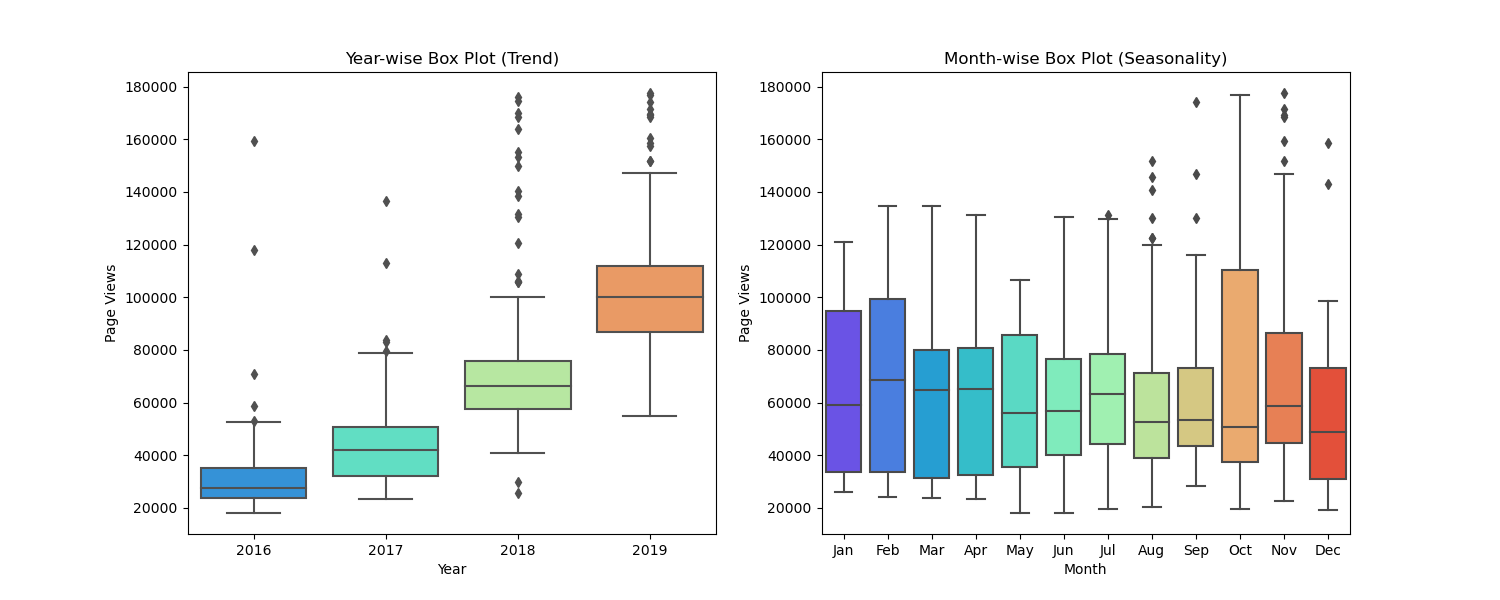 Year-wise Box Plot (Trend)
180000
160000
140000
120000
100000
80000
60000
40000
20000
Page Views
2016 2017 2018 2019
Year
Month-wise Box Plot (Seasonality)
180000
160000
140000
120000
100000
80000
60000
40000
20000
Page Views
Jan Feb Mar Apr May Jun Jul Aug Sep Oct Nov Dec
Month